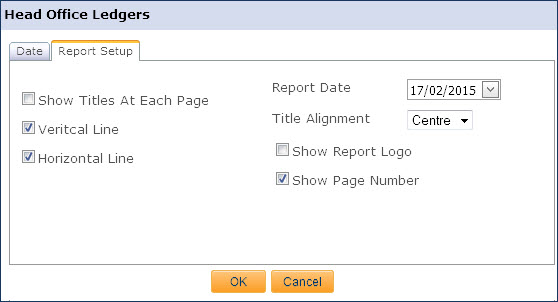 Head Office Ledgers
Date Report Setup
Show Titles At Each Page
Veritcal Line
Horizontal Line
Report Date 17/02/2015
Title Alignment Centre
Show Report Logo
Show Page Number
OK Cancel